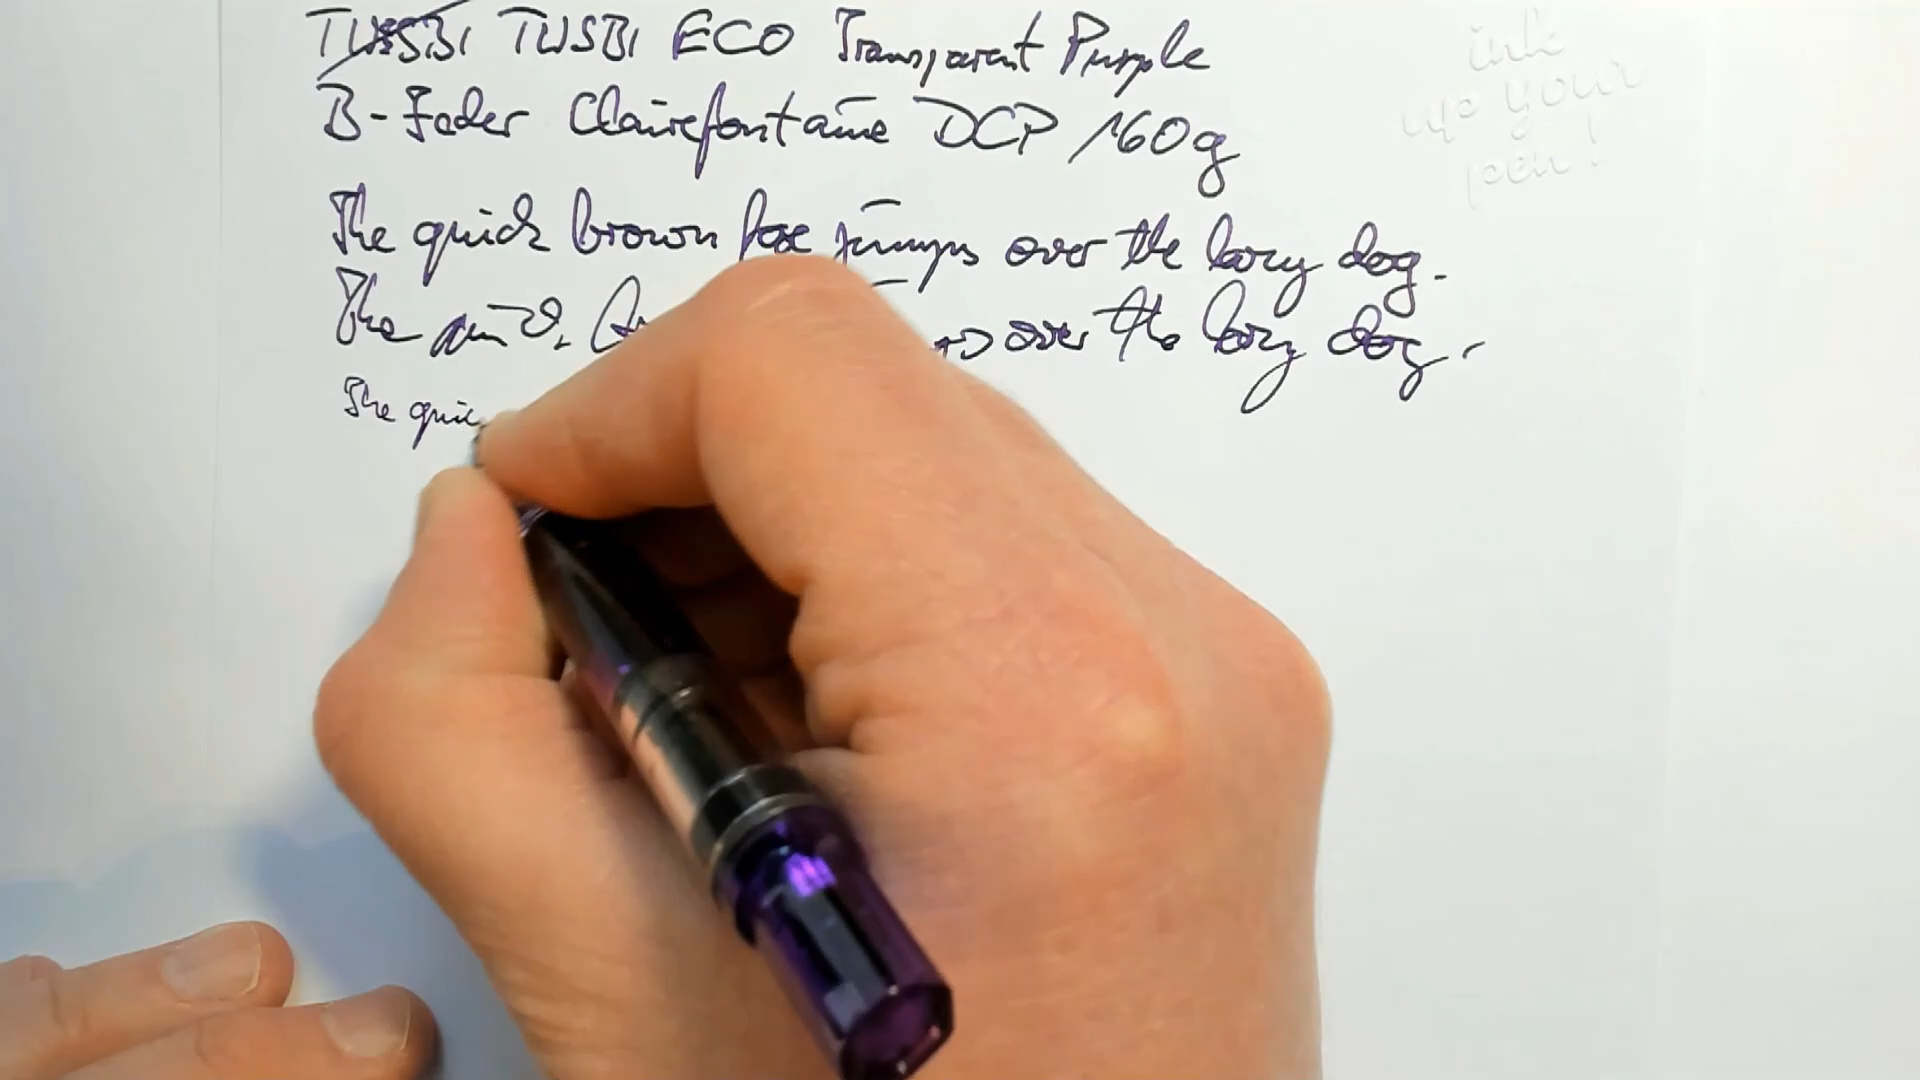 TWSBI TWSBI ECO Transparent Purple
B-Feder Clairefontaine DCP 160g
The quick brown fox jumps over the lazy dog.
The over the lazy dog.
The quic
ink
up your
pen!